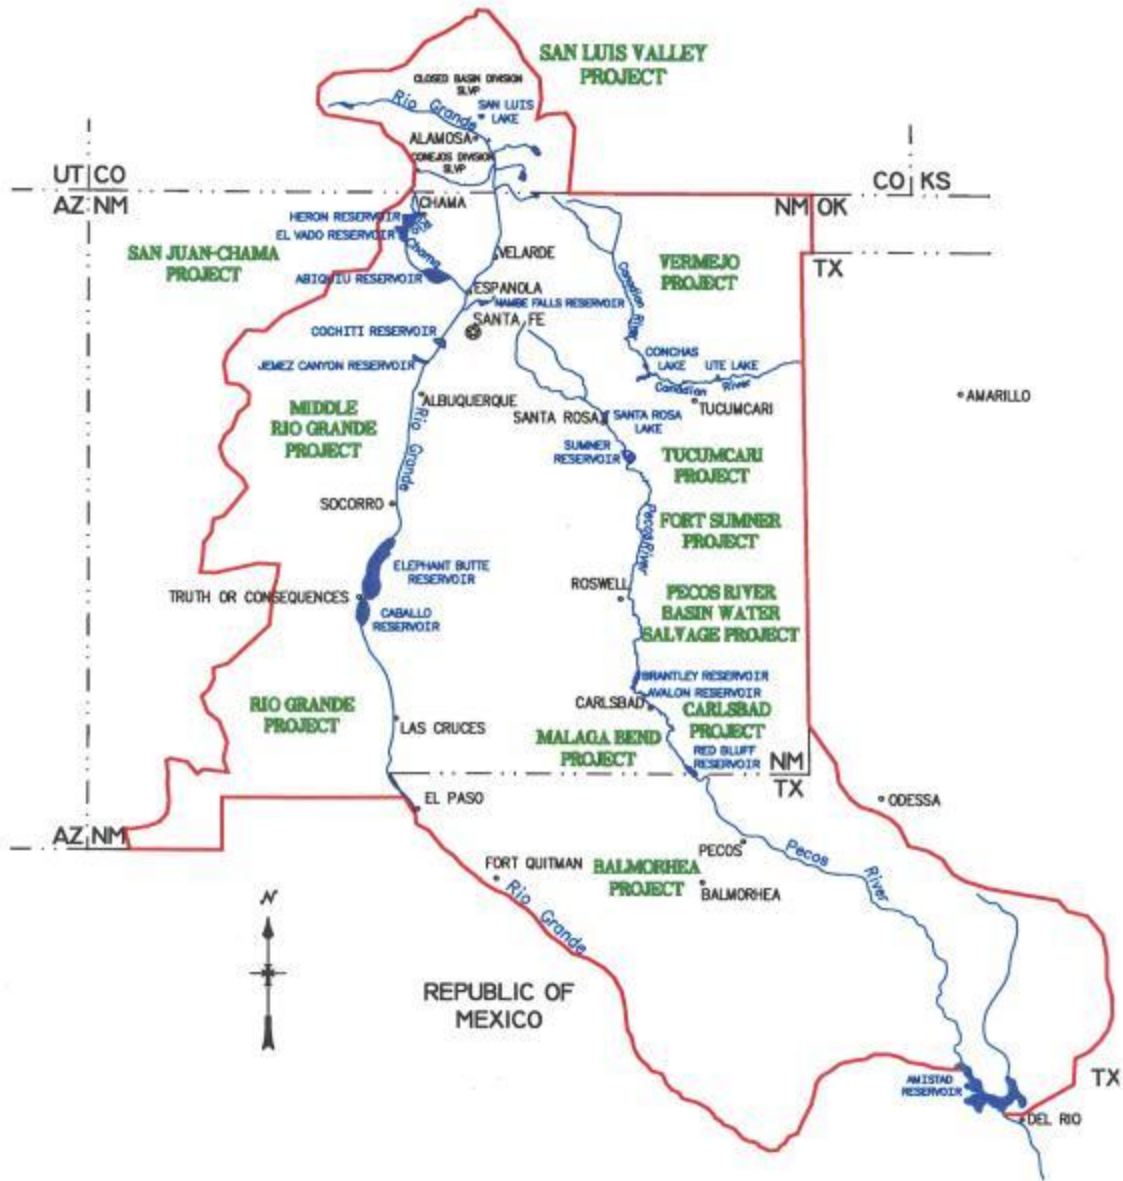 SAN LUIS VALLEY
PROJECT
CLOSED BASIN DIVISION
SLVP
Rio Grande
SAN LUIS
LAKE
ALAMOSA
CONEJOS DIVISION
SLVP
UT CO
AZ NM
CO KS
NM OK
TX
CHAMA
HERON RESERVOIR
EL VADO RESERVOIR
Rio Chama
SAN JUAN-CHAMA
PROJECT
ABIQUIU RESERVOIR
VELARDE
ESPANOLA
NAMBE FALLS RESERVOIR
SANTA FE
VERMEJO
PROJECT
Canadian River
COCHITI RESERVOIR
JEMEZ CANYON RESERVOIR
CONCHAS
LAKE
UTE LAKE
Canadian River
TUCUMCARI
AMARILLO
ALBUQUERQUE
MIDDLE
RIO GRANDE
PROJECT
Rio Grande
SANTA ROSA
SANTA ROSA
LAKE
SUMNER
RESERVOIR
TUCUMCARI
PROJECT
SOCORRO
Pecos River
FORT SUMNER
PROJECT
ELEPHANT BUTTE
RESERVOIR
TRUTH OR CONSEQUENCES
CABALLO
RESERVOIR
ROSWELL
PECOS RIVER
BASIN WATER
SALVAGE PROJECT
BRANTLEY RESERVOIR
AVALON RESERVOIR
CARLSBAD
CARLSBAD
PROJECT
RIO GRANDE
PROJECT
LAS CRUCES
MALAGA BEND
PROJECT
RED BLUFF
RESERVOIR
NM
TX
EL PASO
ODESSA
AZ NM
PECOS
Pecos River
FORT QUITMAN
BALMORHEA
PROJECT
BALMORHEA
Rio Grande
N
REPUBLIC OF
MEXICO
AMISTAD
RESERVOIR
TX
DEL RIO